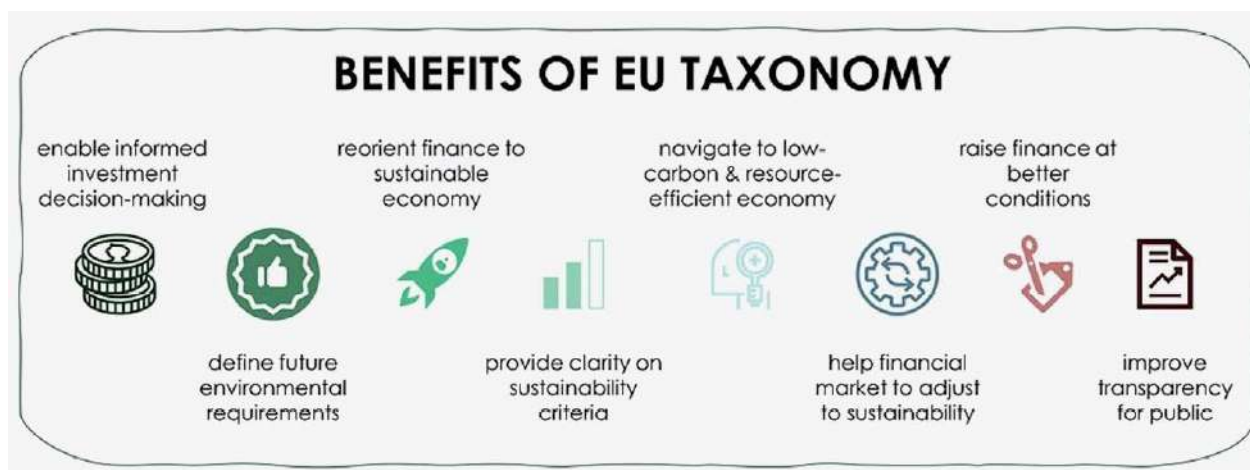 BENEFITS OF EU TAXONOMY
enable informed
investment
decision-making
define future
environmental
requirements
reorient finance to
sustainable
economy
provide clarity on
sustainability
criteria
navigate to low-
carbon & resource-
efficient economy
help financial
market to adjust
to sustainability
raise finance at
better
conditions
improve
transparency
for public